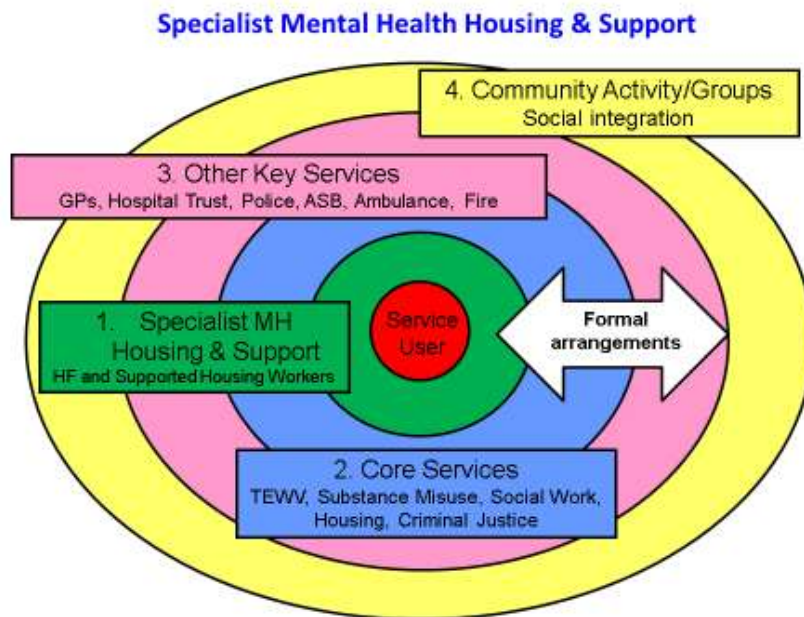 Specialist Mental Health Housing & Support
4. Community Activity/Groups
Social integration
3. Other Key Services
GPs, Hospital Trust, Police, ASB, Ambulance, Fire
Service
User
Formal
arrangements
1. Specialist MH
Housing & Support
HF and Supported Housing Workers
2. Core Services
TEWV, Substance Misuse, Social Work,
Housing, Criminal Justice